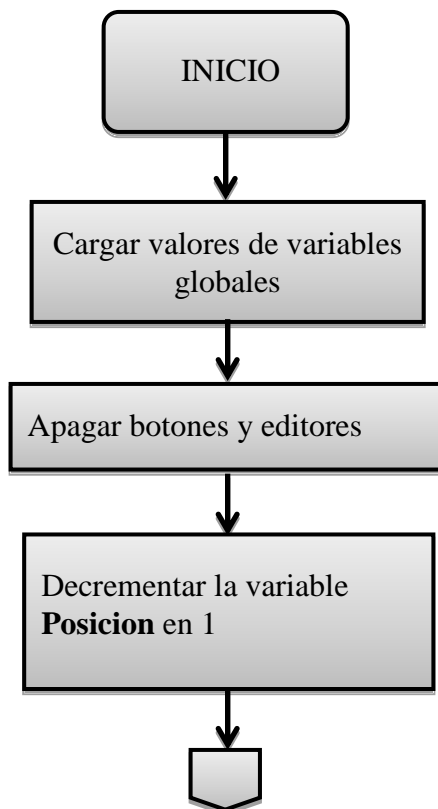 INICIO
Cargar valores de variables
globales
Apagar botones y editores
Decrementar la variable
Posicion en 1